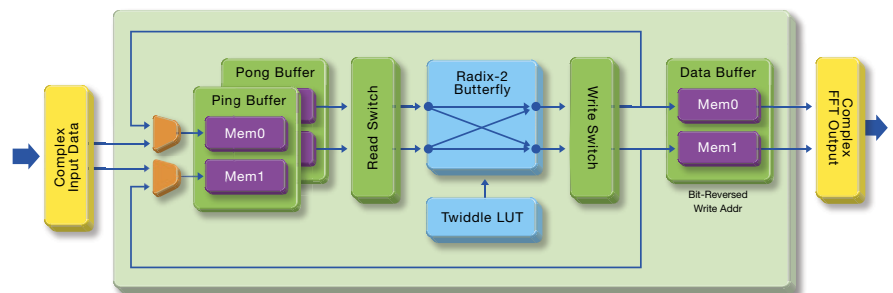 Complex
Input Data
Pong Buffer
Ping Buffer
Mem0
Mem1
Read Switch
Radix-2
Butterfly
Twiddle LUT
Write Switch
Data Buffer
Mem0
Mem1
Bit-Reversed
Write Addr
Complex
FFT Output